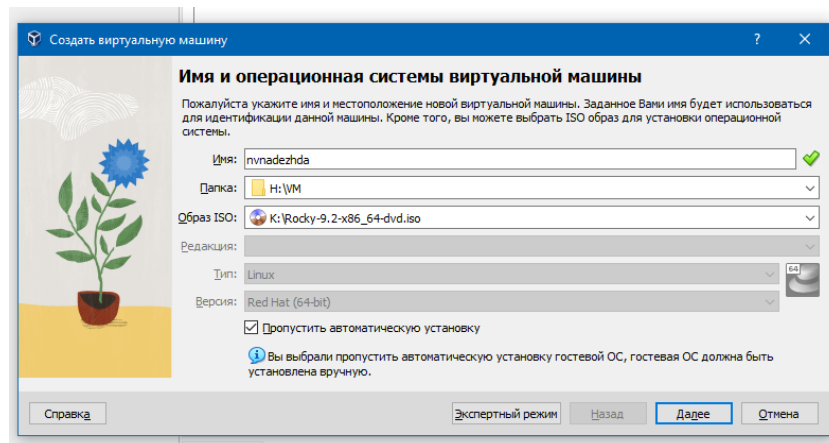 Создать виртуальную машину
Имя и операционная системы виртуальной машины
Пожалуйста укажите имя и местоположение новой виртуальной машины. Заданное Вами имя будет использоваться
для идентификации данной машины. Кроме того, вы можете выбрать ISO образ для установки операционной
системы.
Имя: nvnadezhda
Папка: H:\VM
Образ ISO: K:\Rocky-9.2-x86_64-dvd.iso
Редакция:
Тип: Linux
64
Версия: Red Hat (64-bit)
Пропустить автоматическую установку
Вы выбрали пропустить автоматическую установку гостевой ОС, гостевая ОС должна быть
установлена вручную.
Справка Экспертный режим Назад Далее Отмена